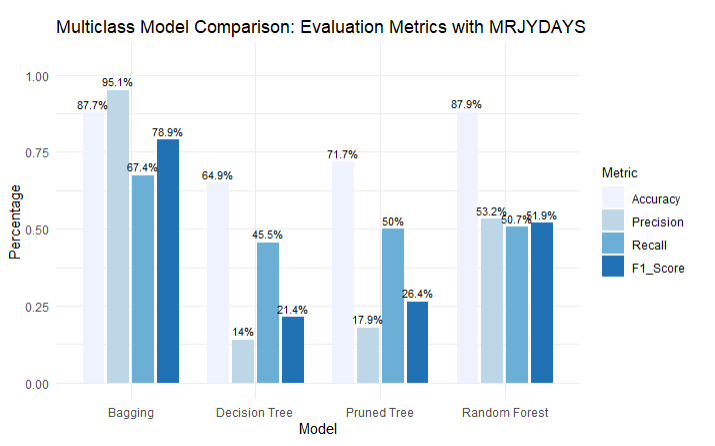 Multiclass Model Comparison: Evaluation Metrics with MRJYDAYS
Percentage
1.00
0.75
0.50
0.25
0.00
87.7% 95.1% 67.4% 78.9%
64.9% 14% 45.5% 21.4%
71.7% 17.9% 50% 26.4%
87.9% 53.2% 50.7% 51.9%
Bagging Decision Tree Pruned Tree Random Forest
Model
Metric
Accuracy
Precision
Recall
F1_Score